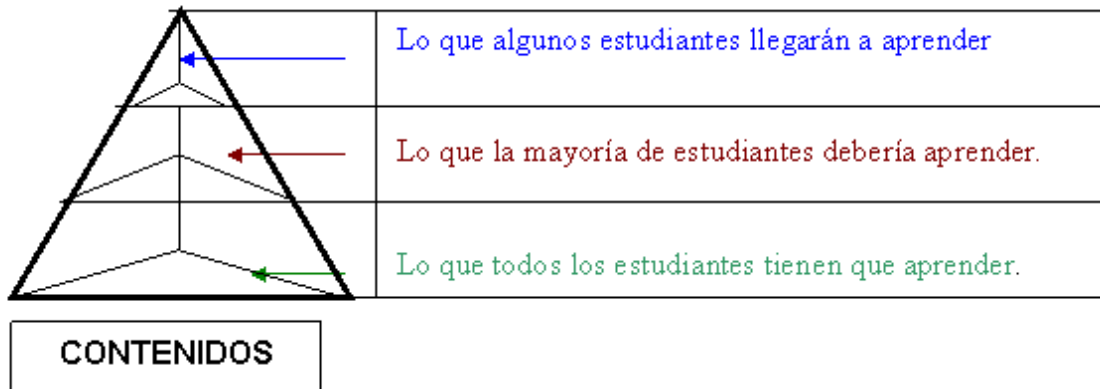 Lo que algunos estudiantes llegarán a aprender
Lo que la mayoría de estudiantes debería aprender.
Lo que todos los estudiantes tienen que aprender.
CONTENIDOS